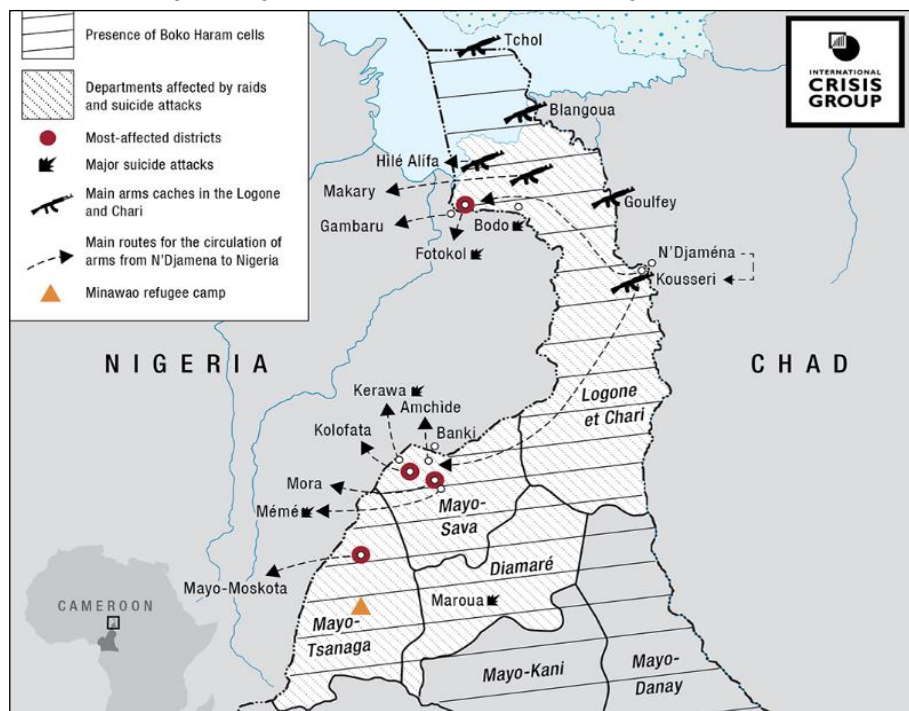 Presence of Boko Haram cells
Departments affected by raids
and suicide attacks
Most-affected districts
Major suicide attacks
Main arms caches in the Logone
and Chari
Main routes for the circulation of
arms from N'Djamena to Nigeria
Minawao refugee camp
INTERNATIONAL
CRISIS
GROUP
Tchol
Blangoua
Hilé Alifa
Makary
Goulfey
Gambaru
Bodo
Fotokol
N'Djaména
Kousseri
NIGERIA
CHAD
Kerawa
Amchide
Logone
et Chari
Kolofata
Banki
Mora
Mémé
Mayo-
Sava
Diamaré
Mayo-Moskota
Maroua
CAMEROON
Mayo-
Tsanaga
Mayo-Kani
Mayo-
Danay